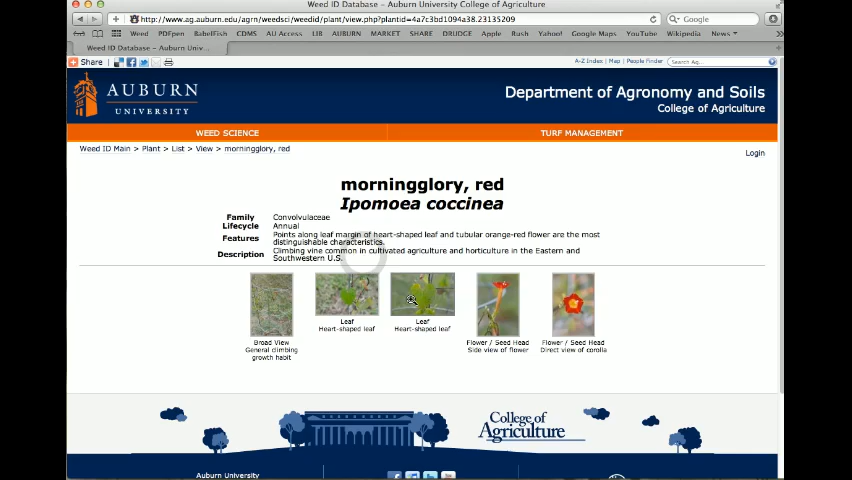 Weed ID Database – Auburn University College of Agriculture
http://www.ag.auburn.edu/agrn/weedsci/weedid/plant/view.php?plantid=4a7c3bd1094a38.23135209
Google
Weed PDFpen BabelFish CDMS AU Access LIB AUBURN MARKET SHARE DRUDGE Apple Rush Yahoo! Google Maps YouTube Wikipedia News
Weed ID Database – Auburn Univ...
Share
A-Z Index | Map | People Finder
Search Ag...
AUBURN
UNIVERSITY
Department of Agronomy and Soils
College of Agriculture
WEED SCIENCE
TURF MANAGEMENT
Weed ID Main > Plant > List > View > morningglory, red
Login
morningglory, red
Ipomoea coccinea
Family Convolvulaceae
Lifecycle Annual
Features Points along leaf margin of heart-shaped leaf and tubular orange-red flower are the most
distinguishable characteristics.
Description Climbing vine common in cultivated agriculture and horticulture in the Eastern and
Southwestern U.S.
Broad View
General climbing
growth habit
Leaf
Heart-shaped leaf
Leaf
Heart-shaped leaf
Flower / Seed Head
Side view of flower
Flower / Seed Head
Direct view of corolla
College of
Agriculture
Auburn University